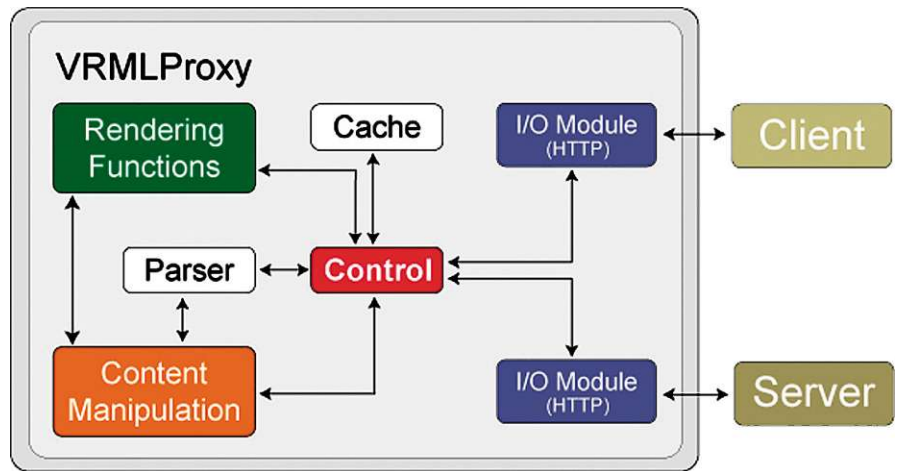 VRMLProxy
Rendering
Functions
Cache
I/O Module
(HTTP)
Client
Parser
Control
Content
Manipulation
I/O Module
(HTTP)
Server